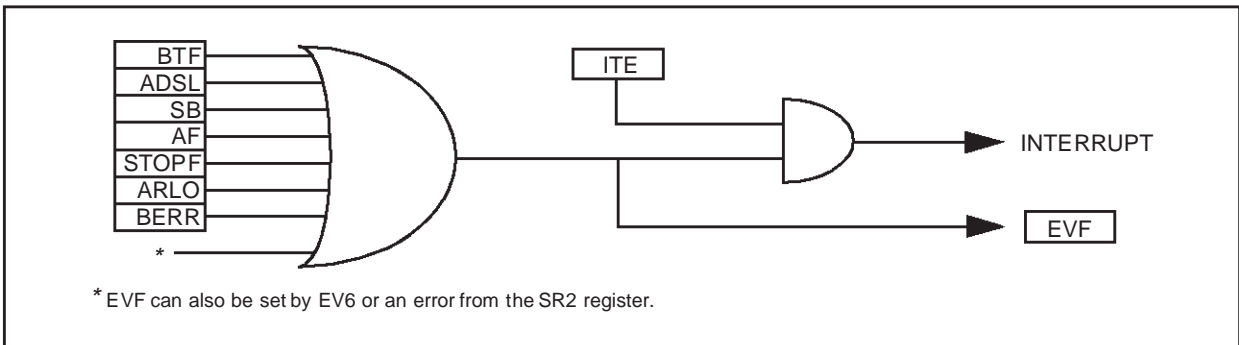 BTF
ADSL
SB
AF
STOPF
ARLO
BERR
*
ITE
INTERRUPT
EVF
* EVF can also be set by EV6 or an error from the SR2 register.